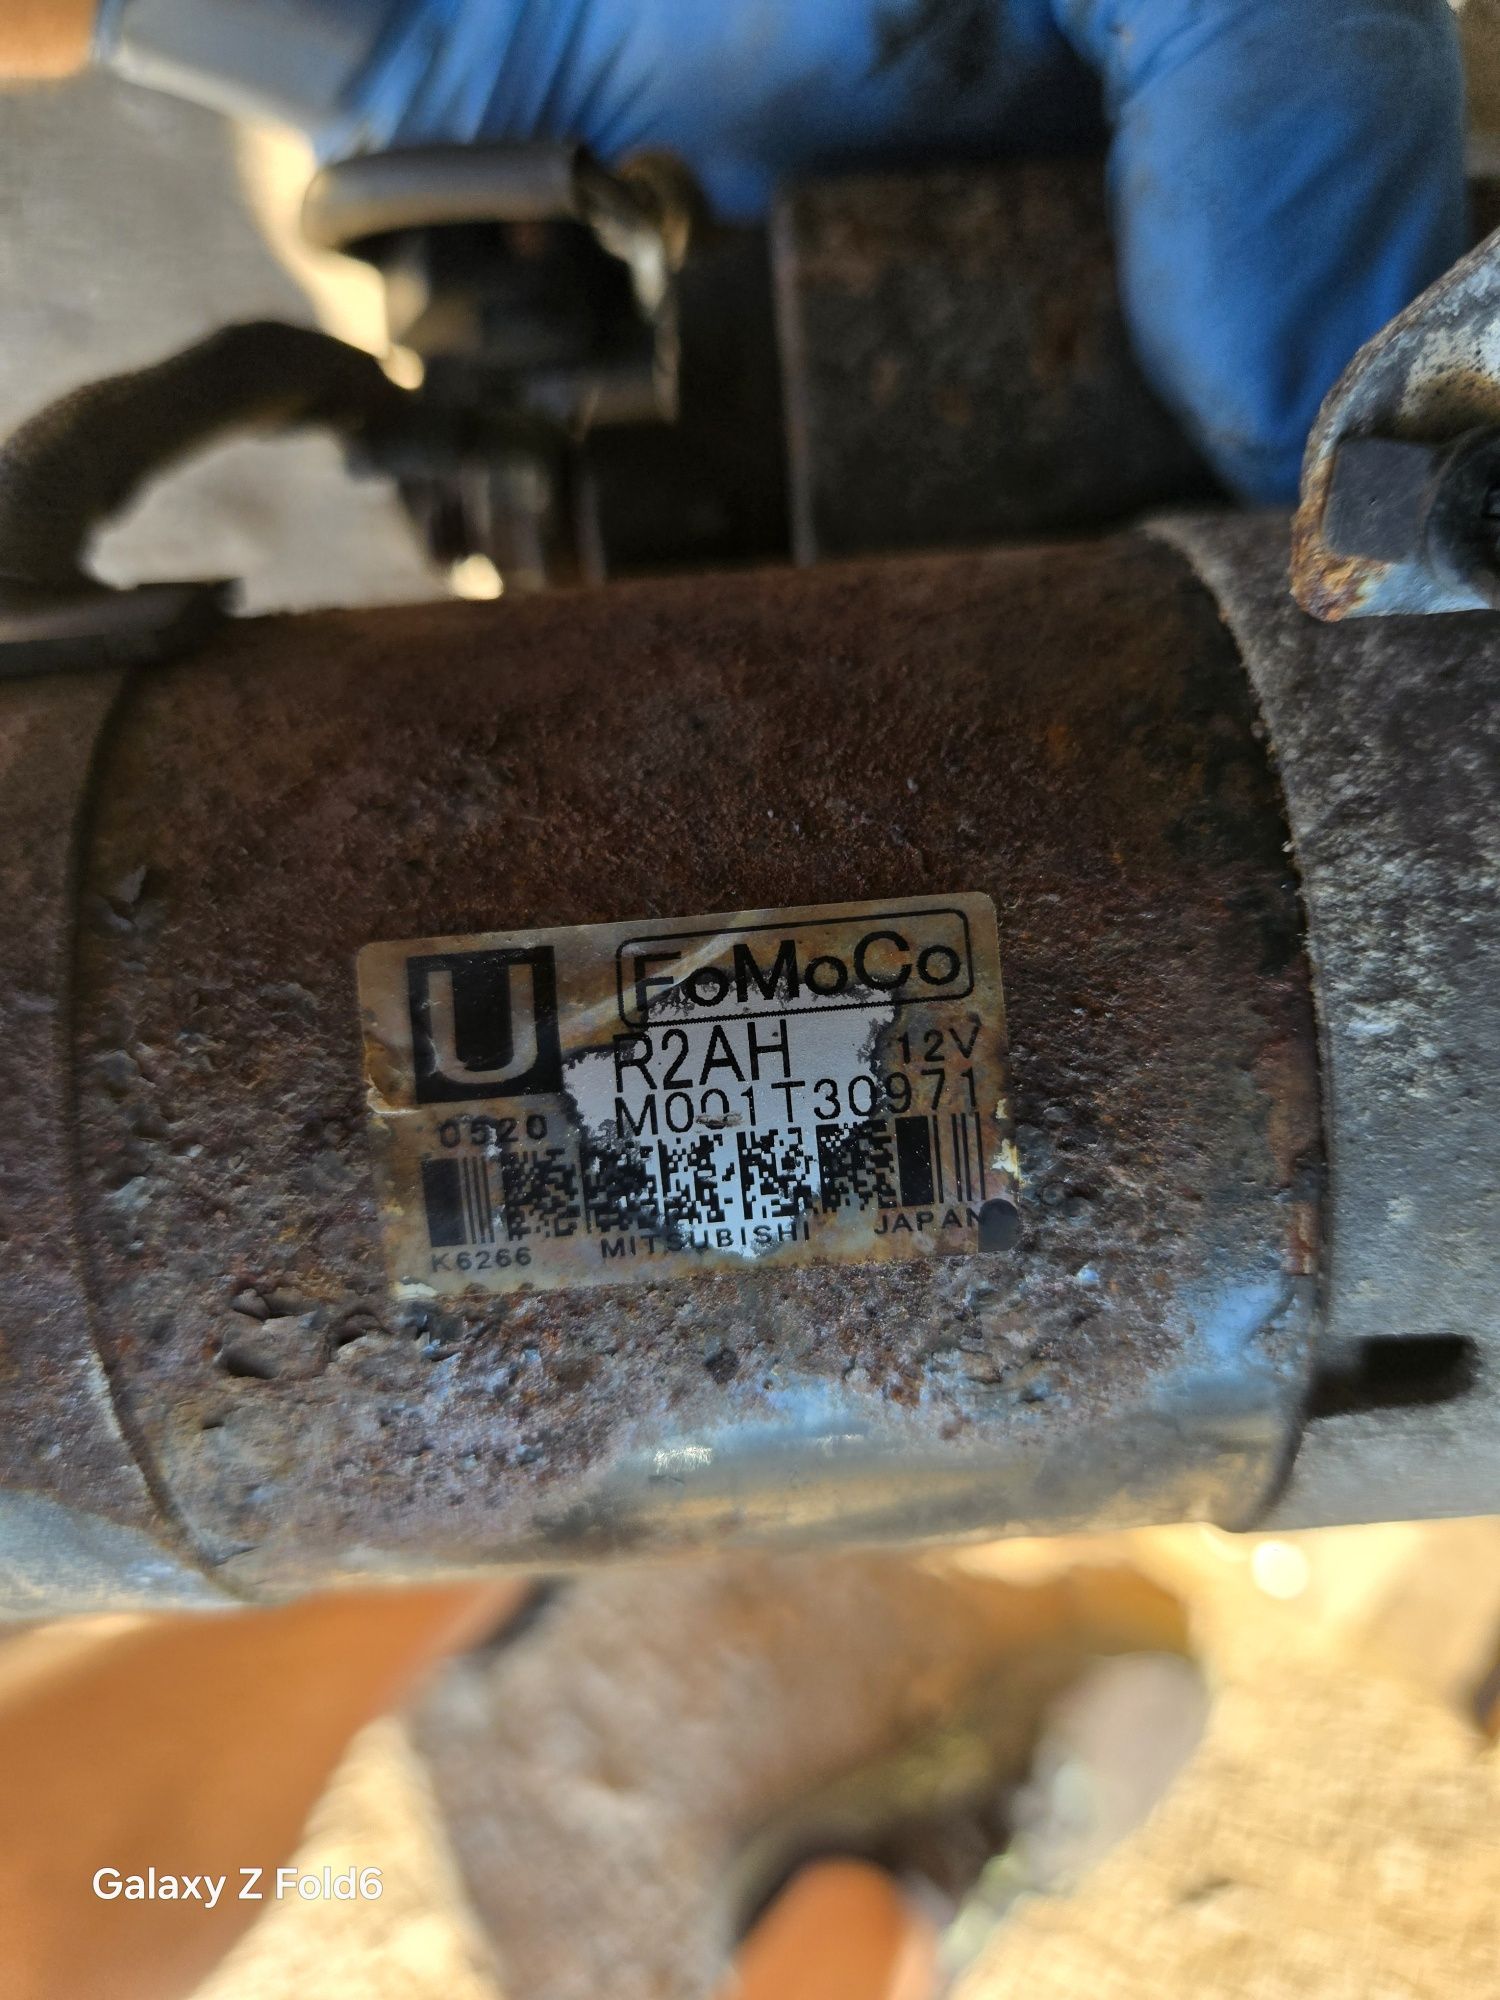 U
FoMoCo
R2AH 12V
M001T30971
0520
K6266 MITSUBISHI JAPAN
Galaxy Z Fold6